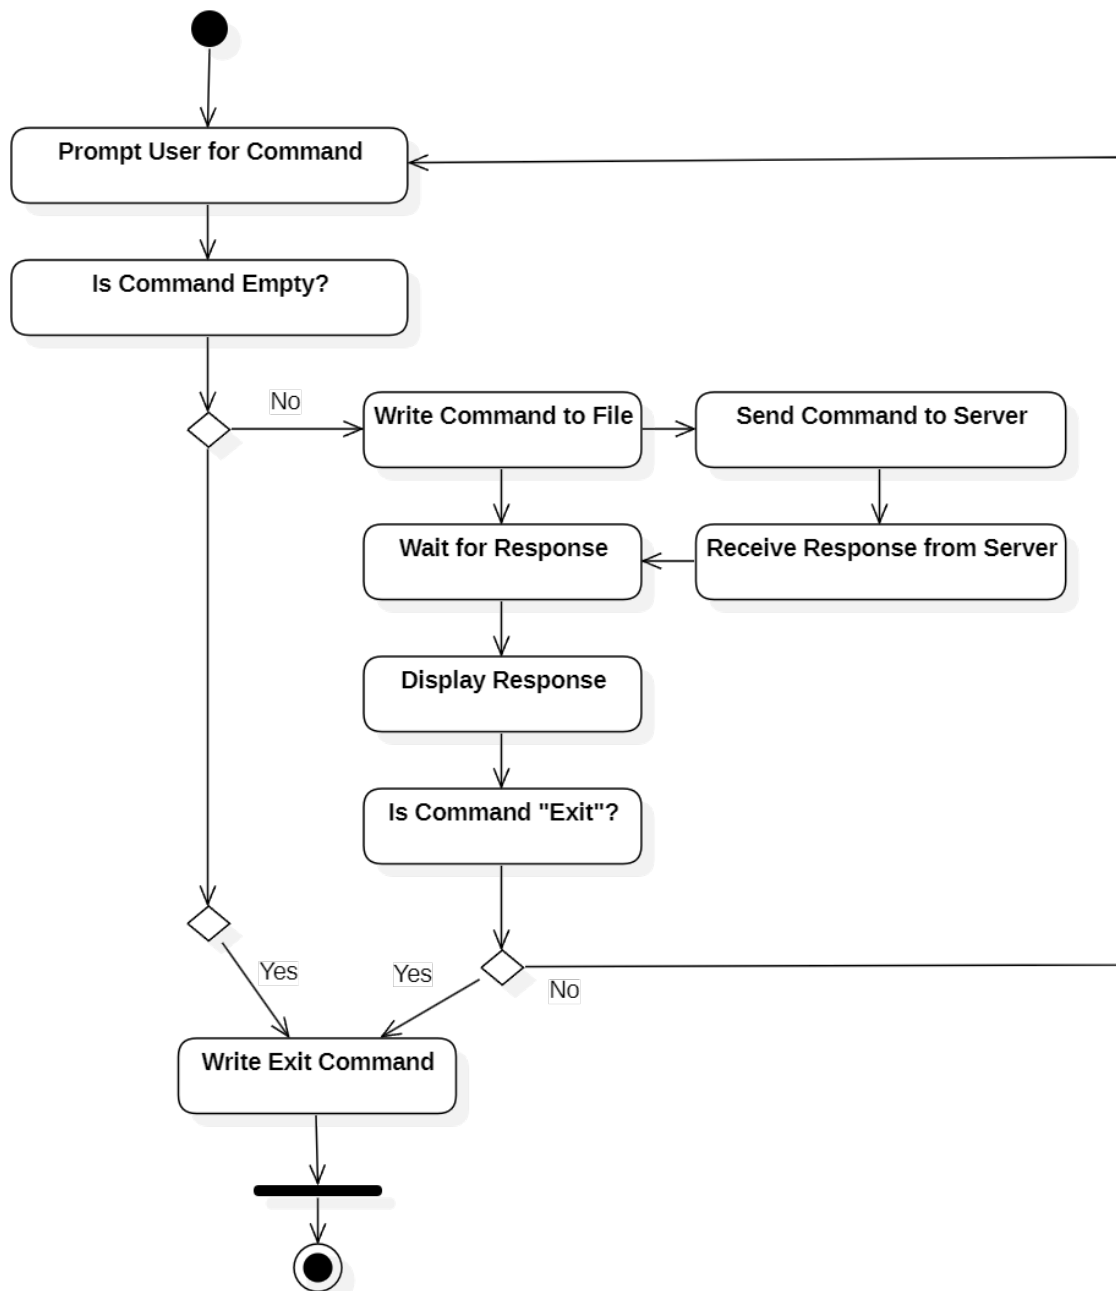 Prompt User for Command
Is Command Empty?
No
Write Command to File
Send Command to Server
Wait for Response
Receive Response from Server
Display Response
Is Command "Exit"?
Yes
Yes
No
Write Exit Command